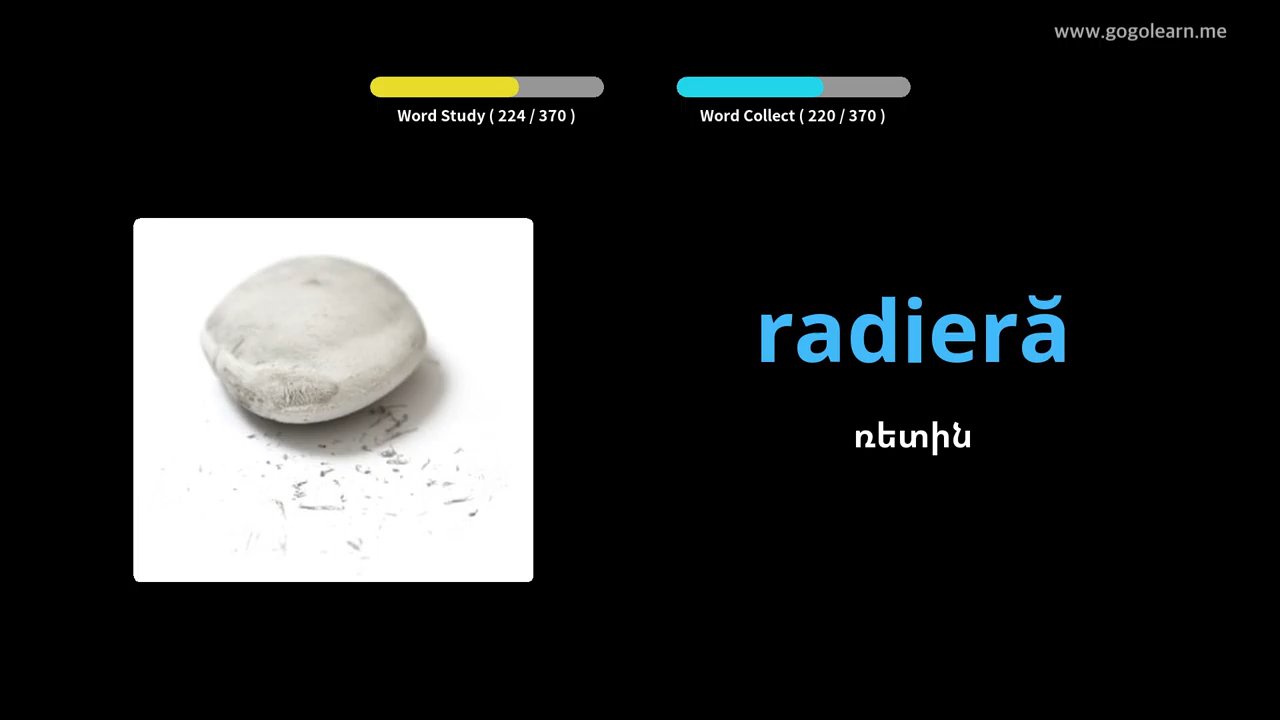 www.gogolearn.me
Word Study ( 224 / 370 )
Word Collect ( 220 / 370 )
radieră
ռետին